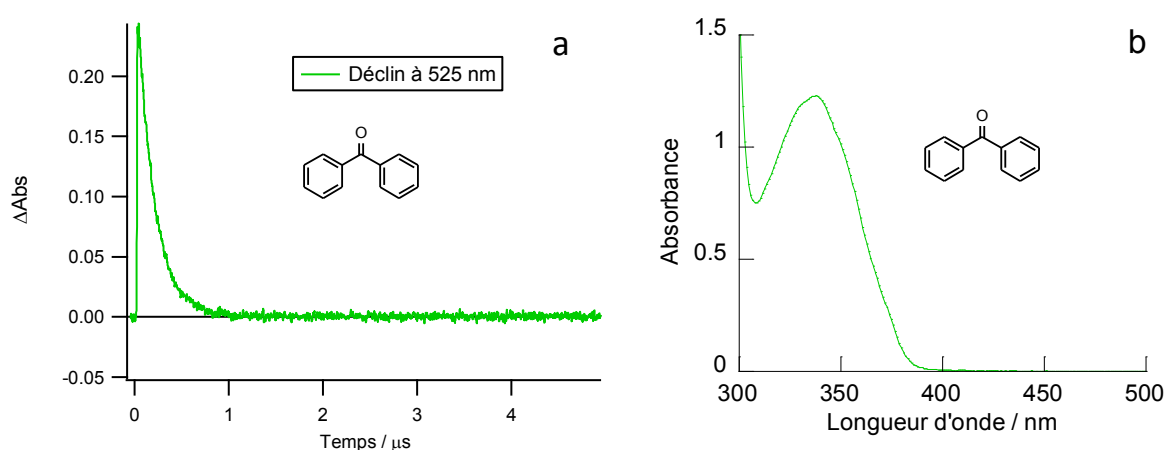 a
Déclin à 525 nm
O
ΔAbs
0.20
0.15
0.10
0.05
0.00
-0.05
0
1
2
3
4
Temps / μs
b
O
Absorbance
1.5
1
0.5
0
300
350
400
450
500
Longueur d'onde / nm